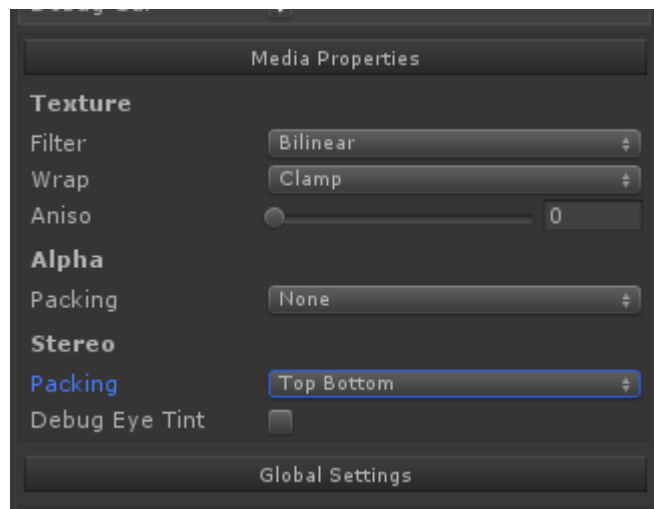 Media Properties
Texture
Filter Bilinear
Wrap Clamp
Aniso 0
Alpha
Packing None
Stereo
Packing Top Bottom
Debug Eye Tint
Global Settings